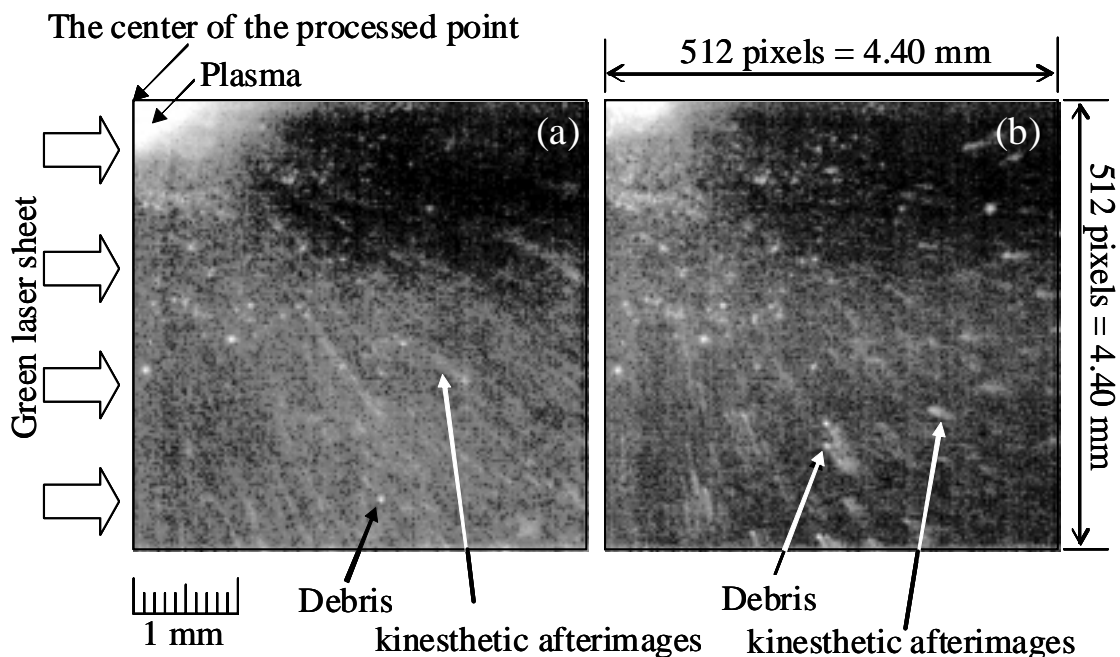 The center of the processed point
Plasma
512 pixels = 4.40 mm
(a)
(b)
Green laser sheet
512 pixels = 4.40 mm
Debris
kinesthetic afterimages
Debris
kinesthetic afterimages
1 mm